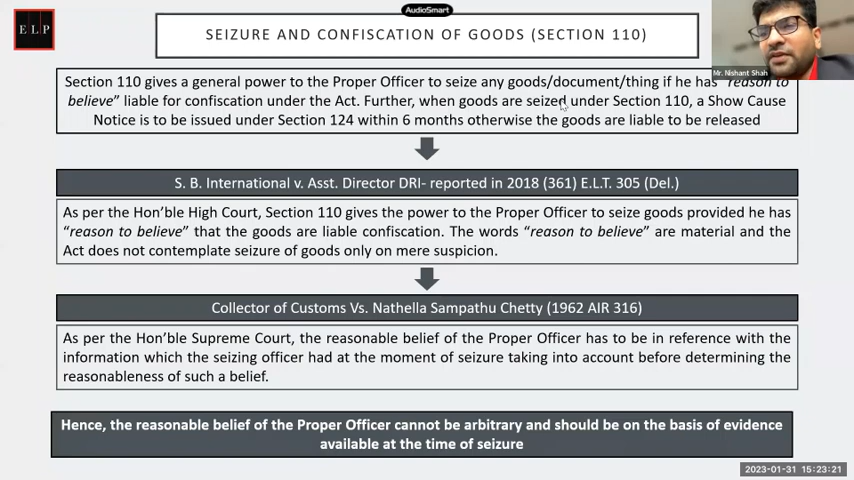 AudioSmart
ELP
SEIZURE AND CONFISCATION OF GOODS (SECTION 110)
Mr. Nishant Shah
Section 110 gives a general power to the Proper Officer to seize any goods/document/thing if he has "reason to
believe" liable for confiscation under the Act. Further, when goods are seized under Section 110, a Show Cause
Notice is to be issued under Section 124 within 6 months otherwise the goods are liable to be released
S. B. International v. Asst. Director DRI- reported in 2018 (361) E.L.T. 305 (Del.)
As per the Hon'ble High Court, Section 110 gives the power to the Proper Officer to seize goods provided he has
"reason to believe" that the goods are liable confiscation. The words "reason to believe" are material and the
Act does not contemplate seizure of goods only on mere suspicion.
Collector of Customs Vs. Nathella Sampathu Chetty (1962 AIR 316)
As per the Hon'ble Supreme Court, the reasonable belief of the Proper Officer has to be in reference with the
information which the seizing officer had at the moment of seizure taking into account before determining the
reasonableness of such a belief.
Hence, the reasonable belief of the Proper Officer cannot be arbitrary and should be on the basis of evidence
available at the time of seizure
2023-01-31 15:23:21